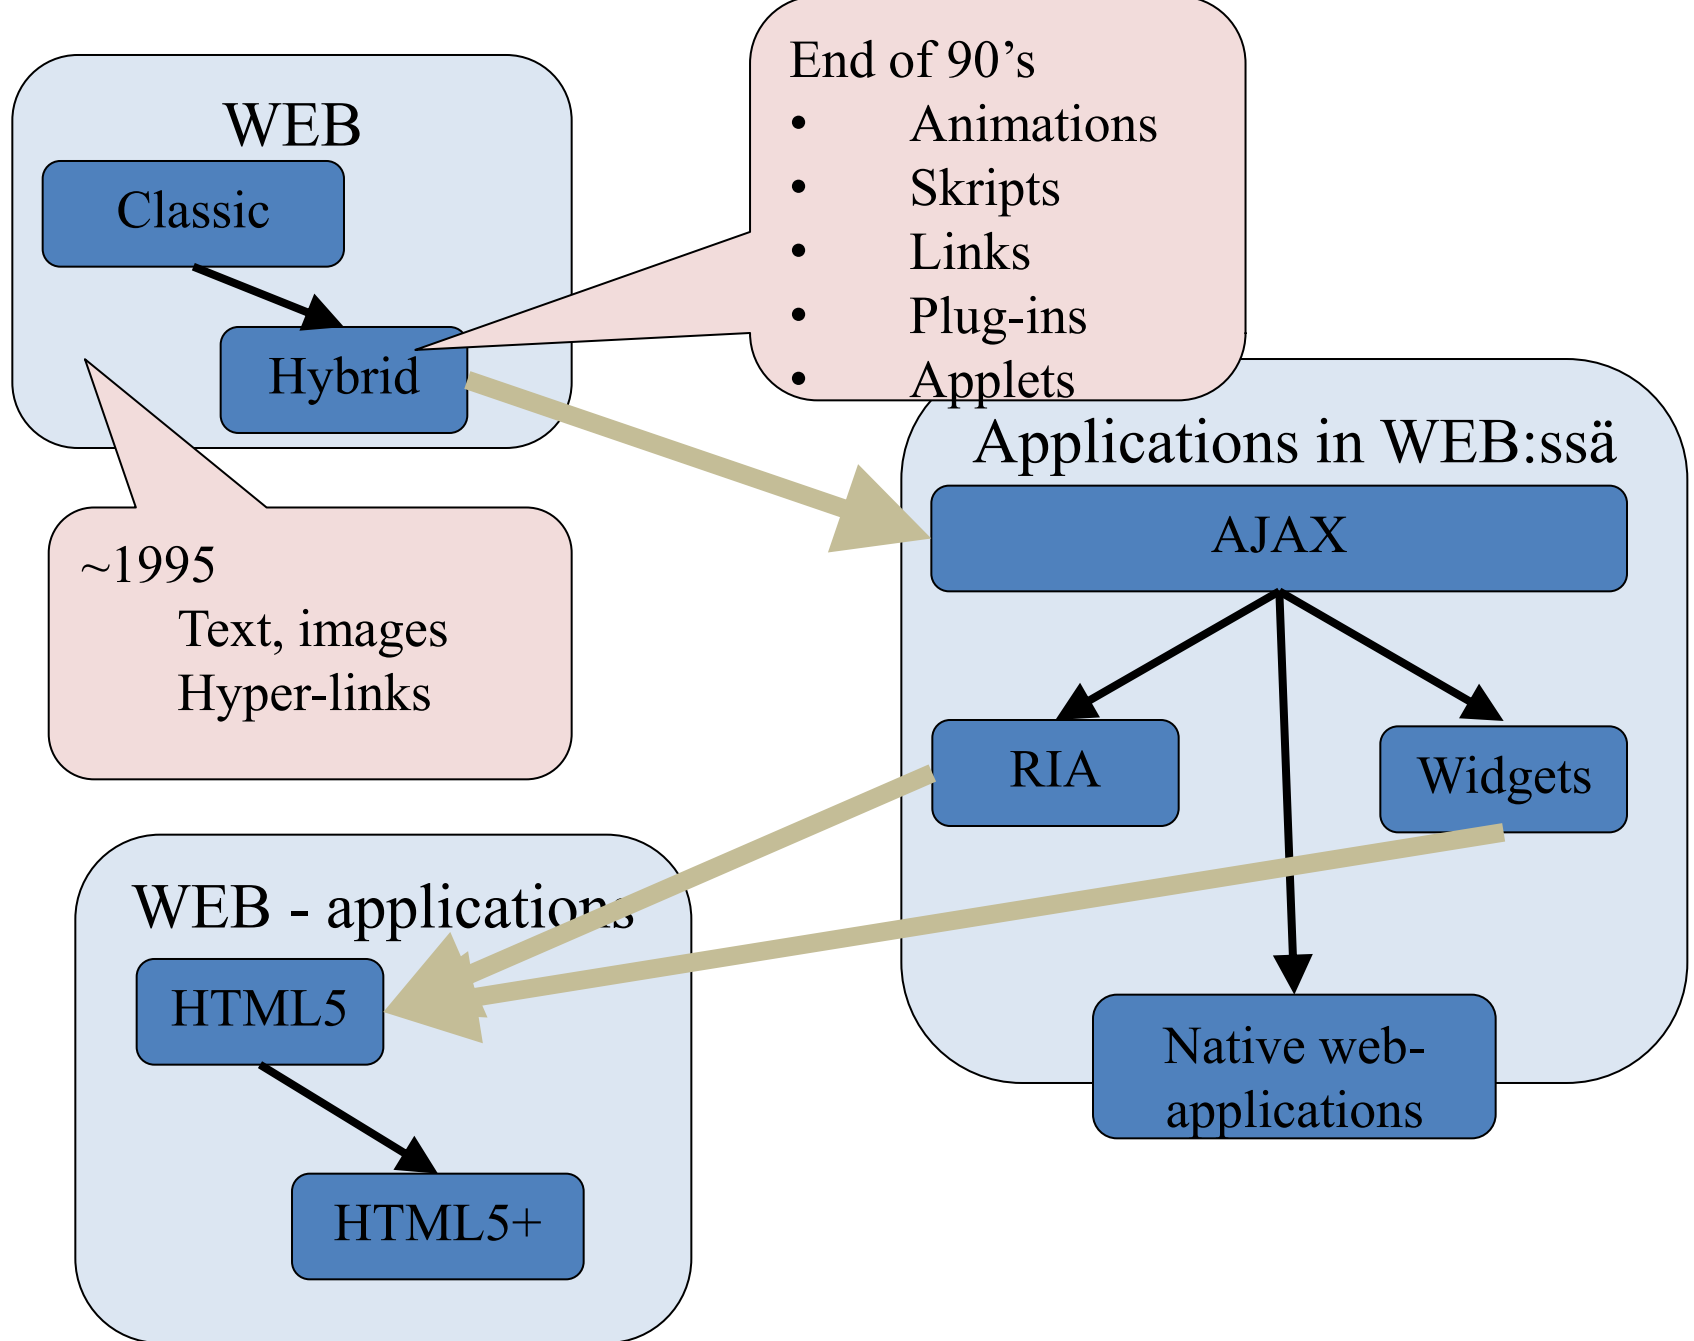 WEB
Classic
Hybrid
End of 90’s
• Animations
• Skripts
• Links
• Plug-ins
• Applets
~1995
Text, images
Hyper-links
Applications in WEB:ssä
AJAX
RIA
Widgets
Native web-
applications
WEB - applications
HTML5
HTML5+